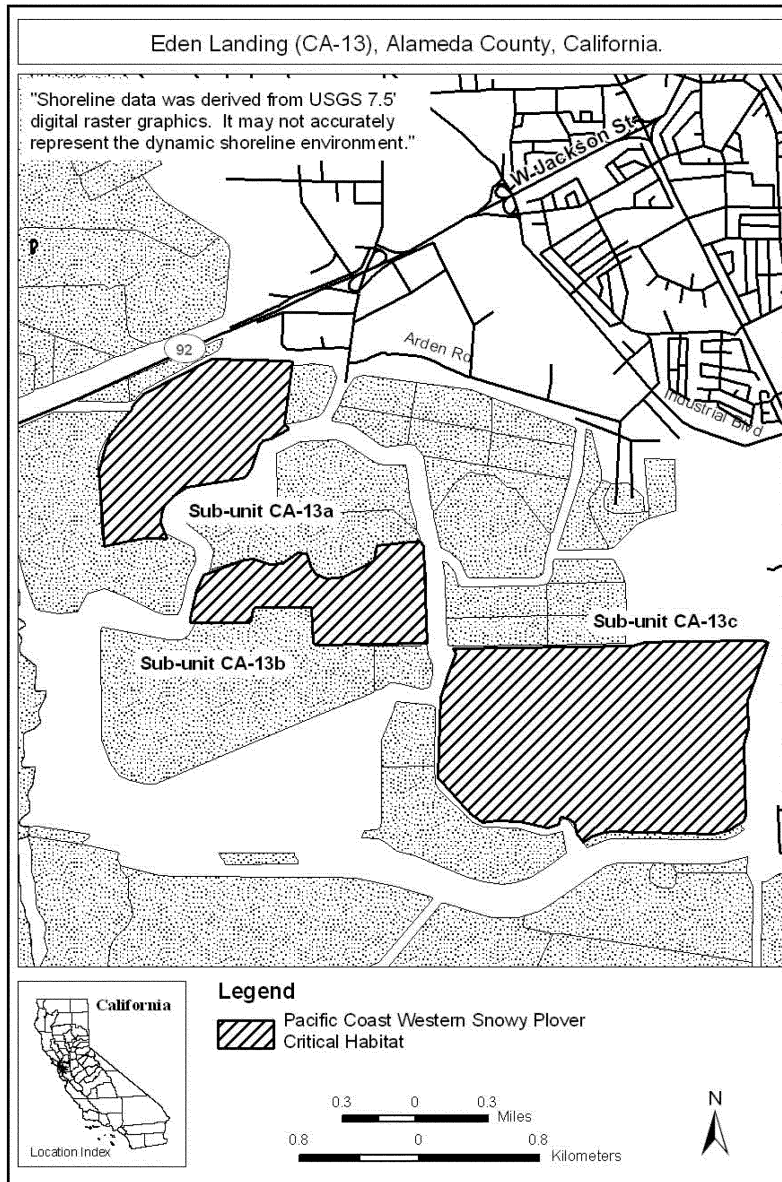 Eden Landing (CA-13), Alameda County, California.
"Shoreline data was derived from USGS 7.5'
digital raster graphics. It may not accurately
represent the dynamic shoreline environment."
W Jackson St
92
Arden Rd
Industrial Blvd
Sub-unit CA-13a
Sub-unit CA-13c
Sub-unit CA-13b
California
Location Index
Legend
Pacific Coast Western Snowy Plover
Critical Habitat
0.3 0 0.3
Miles
0.8 0 0.8
Kilometers
N